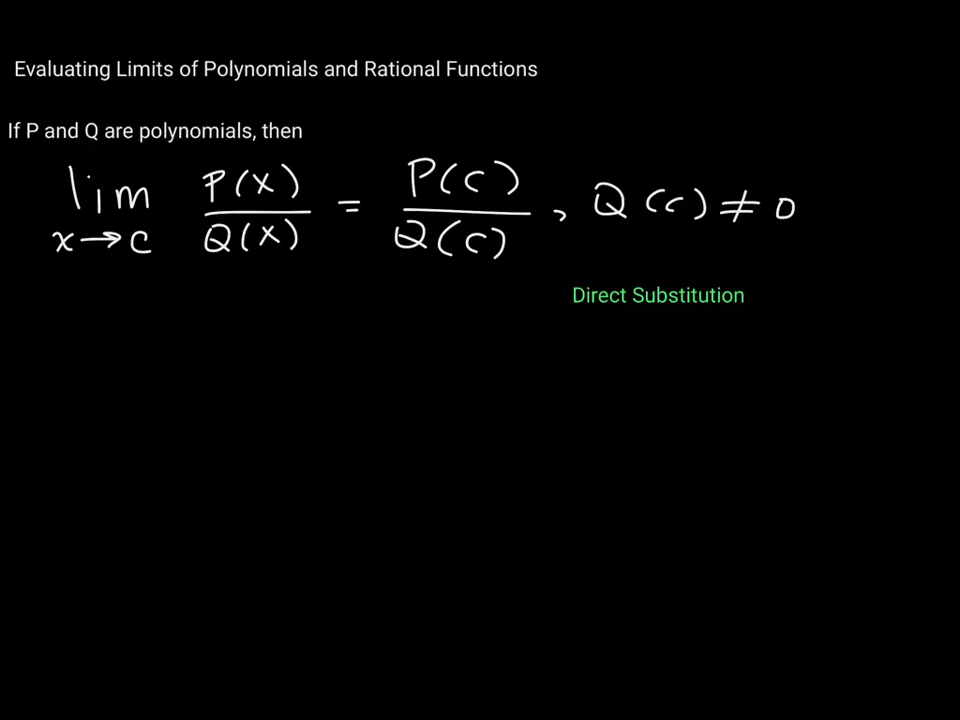 Evaluating Limits of Polynomials and Rational Functions
If P and Q are polynomials, then
lim x→c P(x)/Q(x) = P(c)/Q(c), Q(c) ≠ 0
Direct Substitution